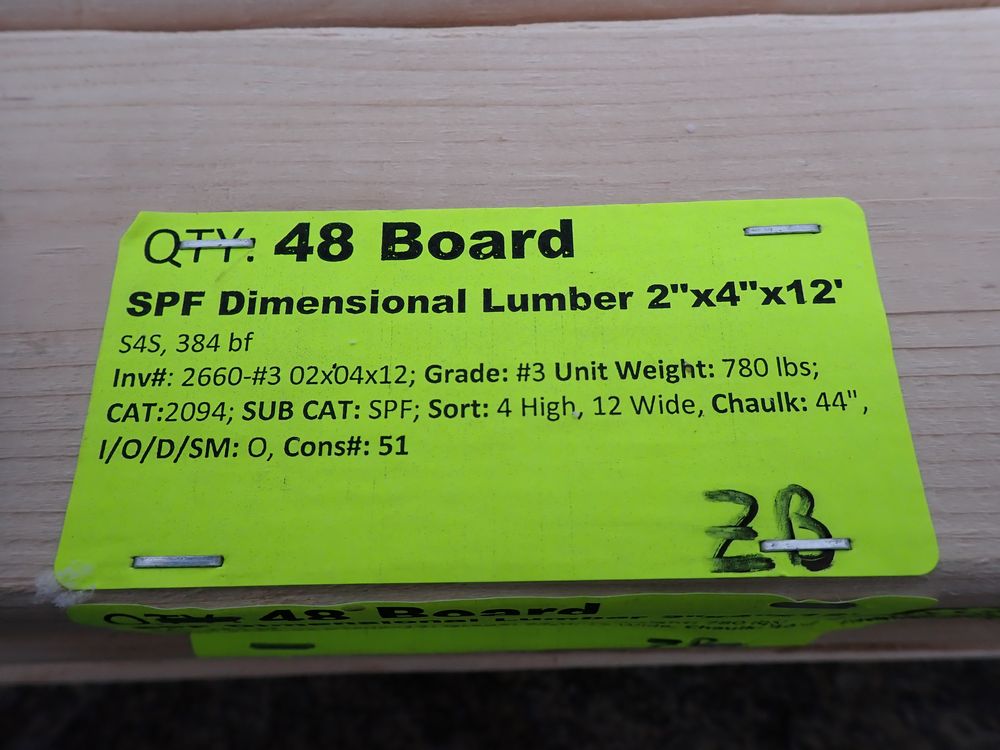 QTY: 48 Board
SPF Dimensional Lumber 2"x4"x12'
S4S, 384 bf
Inv#: 2660-#3 02x04x12; Grade: #3 Unit Weight: 780 lbs;
CAT:2094; SUB CAT: SPF; Sort: 4 High, 12 Wide, Chaulk: 44",
I/O/D/SM: O, Cons#: 51
2B
QTY: 48 Board